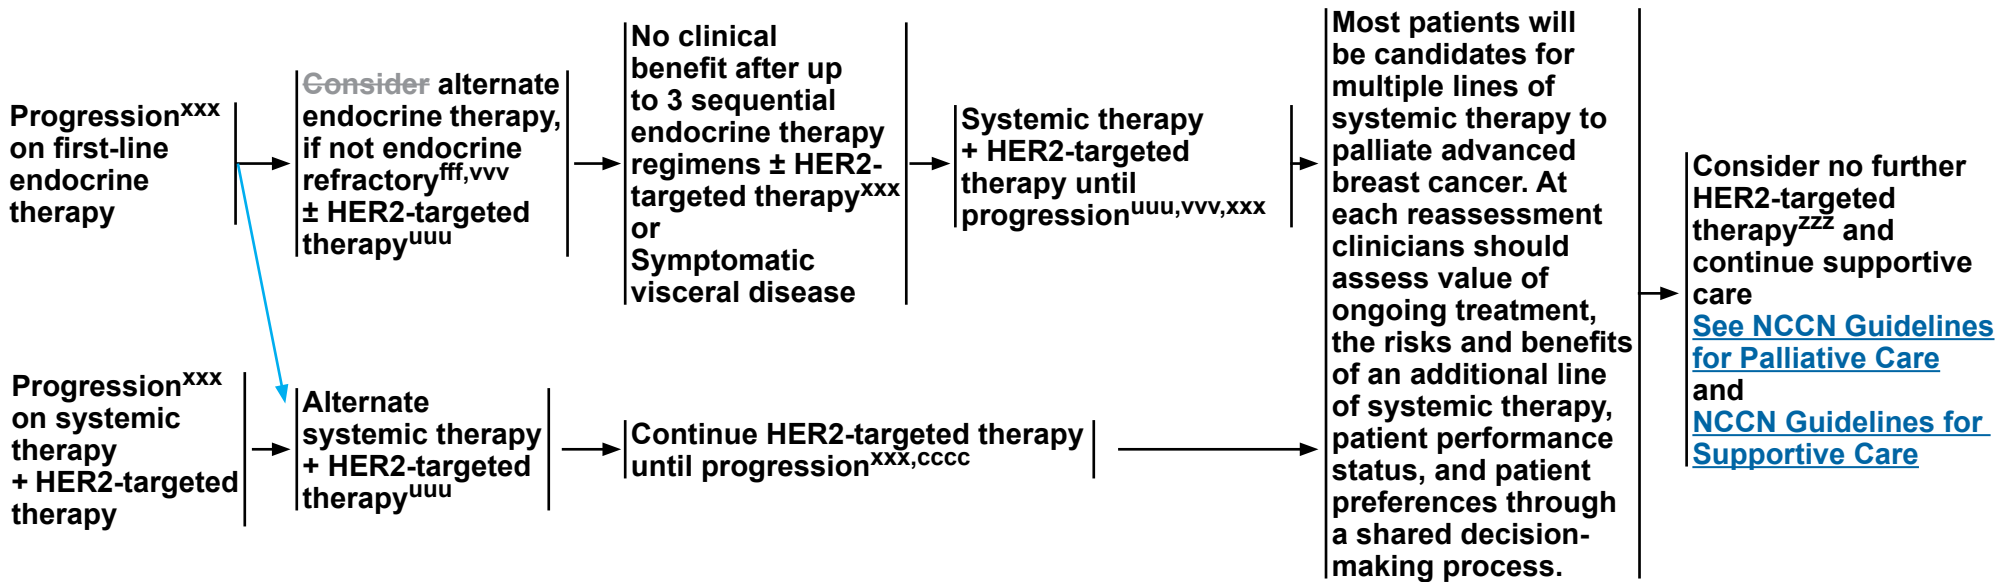 Progressionxxx
on first-line
endocrine
therapy
Consider alternate
endocrine therapy,
if not endocrine
refractoryfff,vvv
± HER2-targeted
therapyuuu
No clinical
benefit after up
to 3 sequential
endocrine therapy
regimens ± HER2-
targeted therapyxxx
or
Symptomatic
visceral disease
Systemic therapy
+ HER2-targeted
therapy until
progressionuuu,vvv,xxx
Progressionxxx
on systemic
therapy
+ HER2-targeted
therapy
Alternate
systemic therapy
+ HER2-targeted
therapyuuu
Continue HER2-targeted therapy
until progressionxxx,cccc
Most patients will
be candidates for
multiple lines of
systemic therapy to
palliate advanced
breast cancer. At
each reassessment
clinicians should
assess value of
ongoing treatment,
the risks and benefits
of an additional line
of systemic therapy,
patient performance
status, and patient
preferences through
a shared decision-
making process.
Consider no further
HER2-targeted
therapyzzz and
continue supportive
care
See NCCN Guidelines
for Palliative Care
and
NCCN Guidelines for
Supportive Care